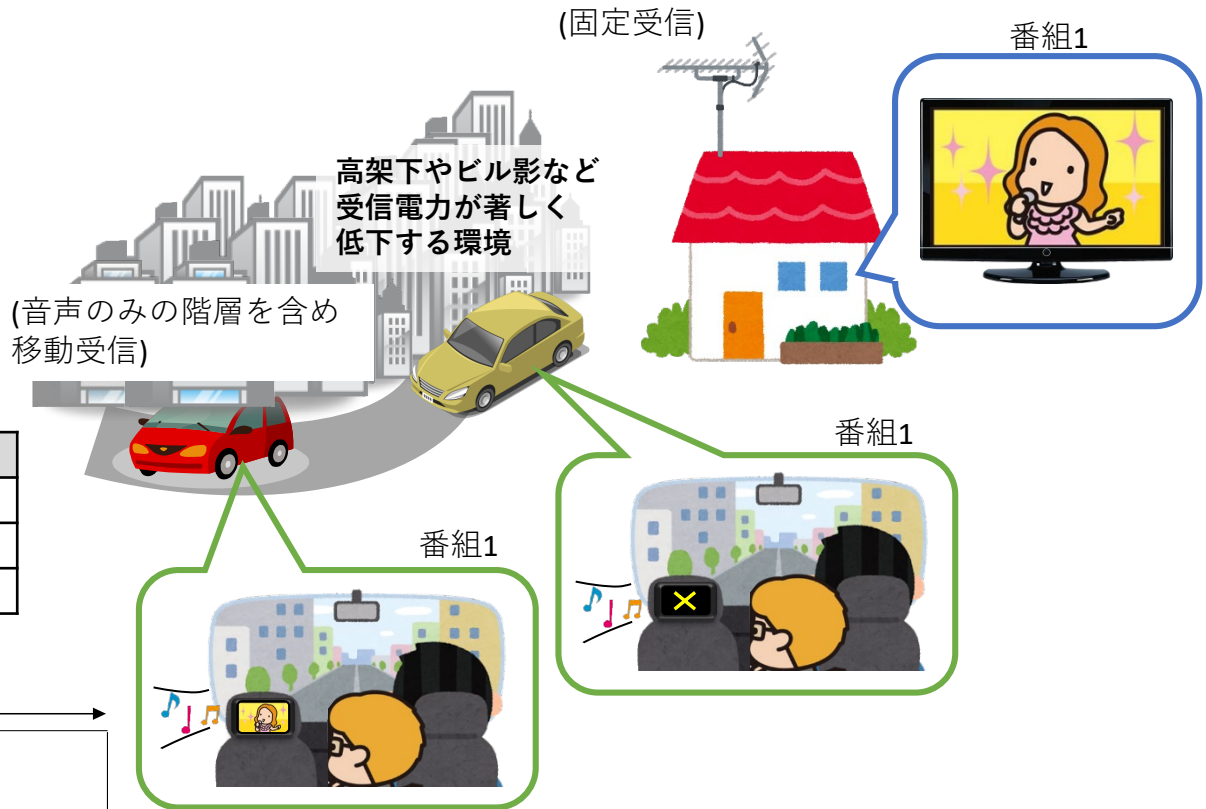 (固定受信)
番組1
高架下やビル影など
受信電力が著しく
低下する環境
(音声のみの階層を含め
移動受信)
番組1
番組1